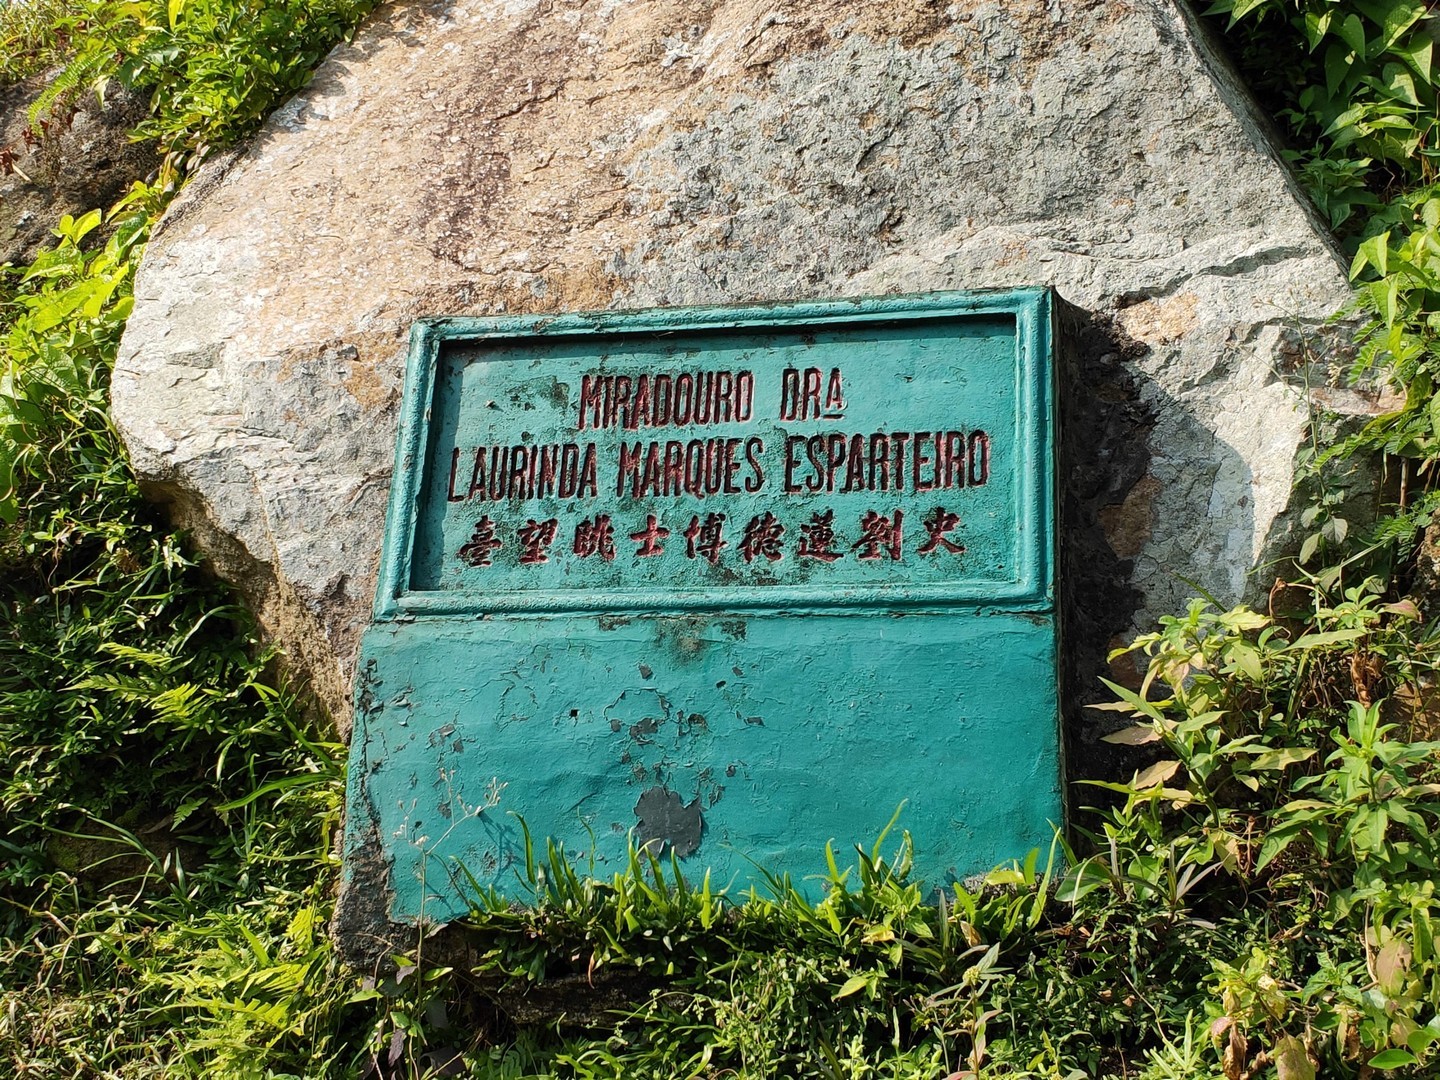 MIRADOURO DRA
LAURINDA MARQUES ESPARTEIRO
史劉蓮德博士眺望臺